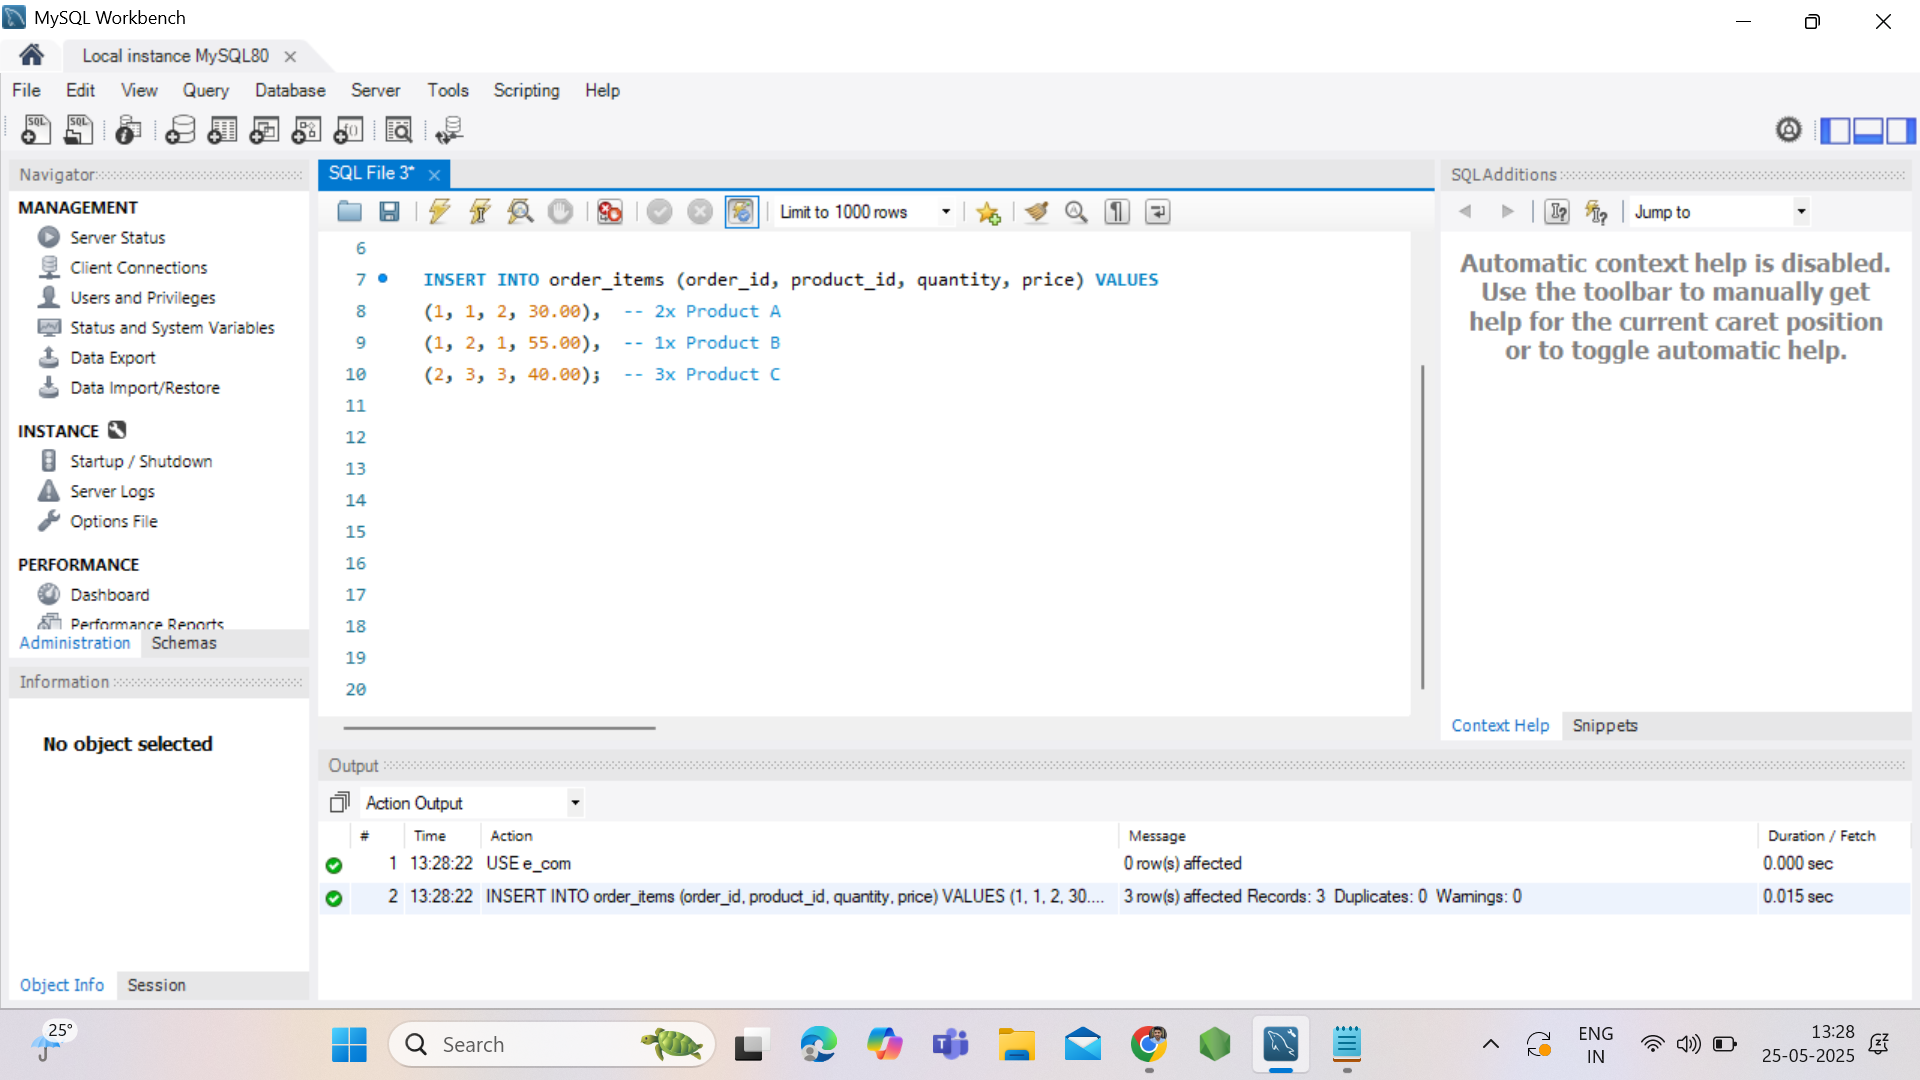 MySQL Workbench
Local instance MySQL80
File Edit View Query Database Server Tools Scripting Help
Navigator
MANAGEMENT
Server Status
Client Connections
Users and Privileges
Status and System Variables
Data Export
Data Import/Restore
INSTANCE
Startup / Shutdown
Server Logs
Options File
PERFORMANCE
Dashboard
Performance Reports
Administration Schemas
Information
No object selected
Object Info Session
SQL File 3*
Limit to 1000 rows
6
7 INSERT INTO order_items (order_id, product_id, quantity, price) VALUES
8 (1, 1, 2, 30.00), -- 2x Product A
9 (1, 2, 1, 55.00), -- 1x Product B
10 (2, 3, 3, 40.00); -- 3x Product C
11
12
13
14
15
16
17
18
19
20
SQLAdditions
Jump to
Automatic context help is disabled.
Use the toolbar to manually get
help for the current caret position
or to toggle automatic help.
Context Help Snippets
Output
Action Output
# Time Action Message Duration / Fetch
1 13:28:22 USE e_com 0 row(s) affected 0.000 sec
2 13:28:22 INSERT INTO order_items (order_id, product_id, quantity, price) VALUES (1, 1, 2, 30.... 3 row(s) affected Records: 3 Duplicates: 0 Warnings: 0 0.015 sec
25°
Search
ENG
IN
13:28
25-05-2025